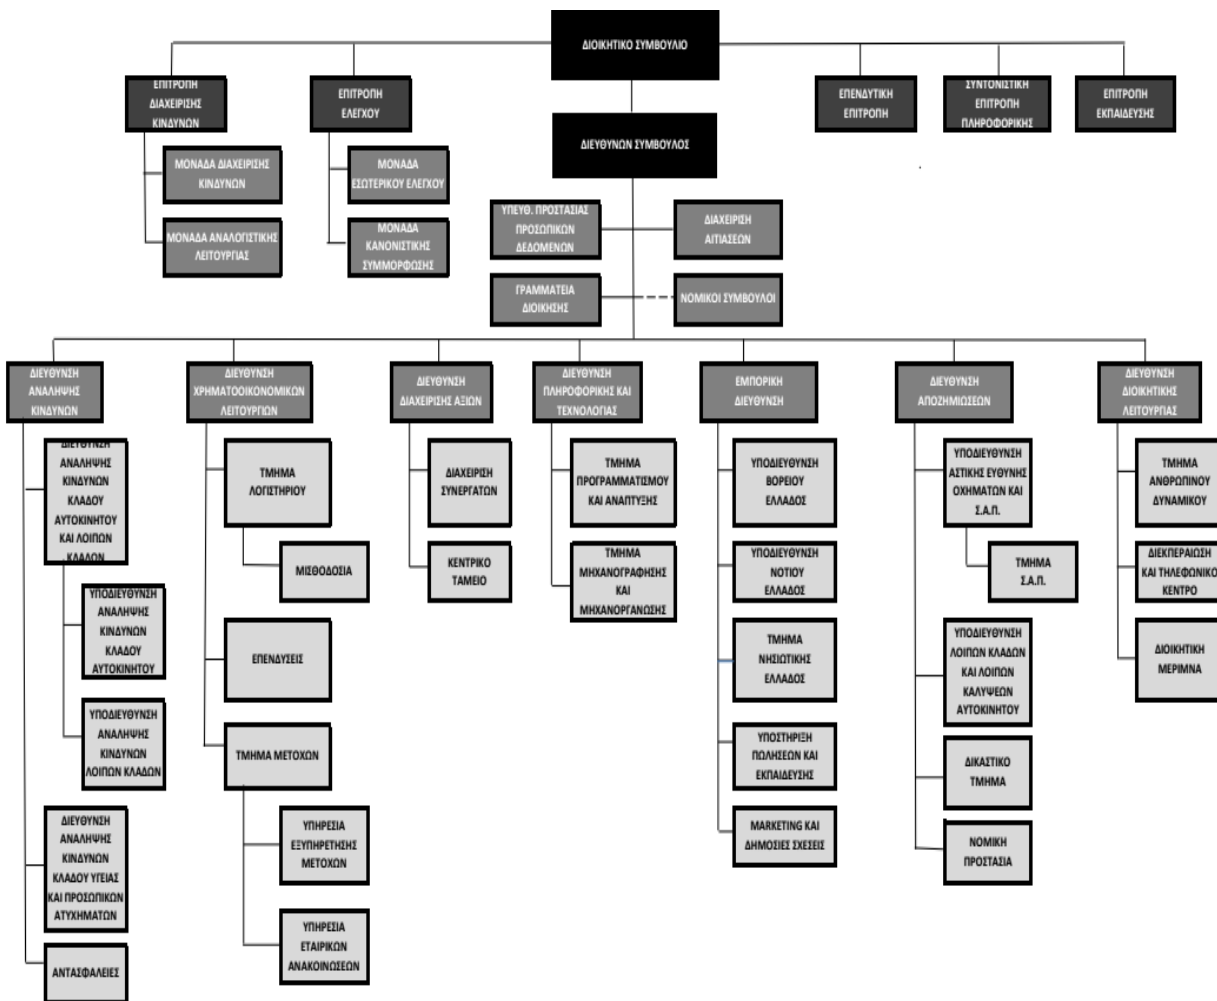 ΔΙΟΙΚΗΤΙΚΟ ΣΥΜΒΟΥΛΙΟ
ΕΠΙΤΡΟΠΗ
ΔΙΑΧΕΙΡΙΣΗΣ
ΚΙΝΔΥΝΩΝ
ΕΠΙΤΡΟΠΗ
ΕΛΕΓΧΟΥ
ΕΠΕΝΔΥΤΙΚΗ
ΕΠΙΤΡΟΠΗ
ΣΥΝΤΟΝΙΣΤΙΚΗ
ΕΠΙΤΡΟΠΗ
ΠΛΗΡΟΦΟΡΙΚΗΣ
ΕΠΙΤΡΟΠΗ
ΕΚΠΑΙΔΕΥΣΗΣ
ΔΙΕΥΘΥΝΩΝ ΣΥΜΒΟΥΛΟΣ
ΜΟΝΑΔΑ ΔΙΑΧΕΙΡΙΣΗΣ
ΚΙΝΔΥΝΩΝ
ΜΟΝΑΔΑ ΑΝΑΛΟΓΙΣΤΙΚΗΣ
ΛΕΙΤΟΥΡΓΙΑΣ
ΜΟΝΑΔΑ
ΕΣΩΤΕΡΙΚΟΥ ΕΛΕΓΧΟΥ
ΜΟΝΑΔΑ
ΚΑΝΟΝΙΣΤΙΚΗΣ
ΣΥΜΜΟΡΦΩΣΗΣ
ΥΠΕΥΘ. ΠΡΟΣΤΑΣΙΑΣ
ΠΡΟΣΩΠΙΚΩΝ
ΔΕΔΟΜΕΝΩΝ
ΔΙΑΧΕΙΡΙΣΗ
ΑΙΤΙΑΣΕΩΝ
ΓΡΑΜΜΑΤΕΙΑ
ΔΙΟΙΚΗΣΗΣ
ΝΟΜΙΚΟΙ ΣΥΜΒΟΥΛΟΙ
ΔΙΕΥΘΥΝΣΗ
ΑΝΑΛΗΨΗΣ
ΚΙΝΔΥΝΩΝ
ΔΙΕΥΘΥΝΣΗ
ΑΝΑΛΗΨΗΣ
ΚΙΝΔΥΝΩΝ
ΚΛΑΔΟΥ
ΑΥΤΟΚΙΝΗΤΟΥ
ΚΑΙ ΛΟΙΠΩΝ
ΚΛΑΔΩΝ
ΥΠΟΔΙΕΥΘΥΝΣΗ
ΑΝΑΛΗΨΗΣ
ΚΙΝΔΥΝΩΝ
ΚΛΑΔΟΥ
ΑΥΤΟΚΙΝΗΤΟΥ
ΥΠΟΔΙΕΥΘΥΝΣΗ
ΑΝΑΛΗΨΗΣ
ΚΙΝΔΥΝΩΝ
ΛΟΙΠΩΝ ΚΛΑΔΩΝ
ΔΙΕΥΘΥΝΣΗ
ΑΝΑΛΗΨΗΣ
ΚΙΝΔΥΝΩΝ
ΚΛΑΔΟΥ ΥΓΕΙΑΣ
ΚΑΙ ΠΡΟΣΩΠΙΚΩΝ
ΑΤΥΧΗΜΑΤΩΝ
ΑΝΤΑΣΦΑΛΕΙΕΣ
ΔΙΕΥΘΥΝΣΗ
ΧΡΗΜΑΤΟΟΙΚΟΝΟΜΙΚΩΝ
ΛΕΙΤΟΥΡΓΙΩΝ
ΤΜΗΜΑ
ΛΟΓΙΣΤΗΡΙΟΥ
ΜΙΣΘΟΔΟΣΙΑ
ΕΠΕΝΔΥΣΕΙΣ
ΤΜΗΜΑ ΜΕΤΟΧΩΝ
ΥΠΗΡΕΣΙΑ
ΕΞΥΠΗΡΕΤΗΣΗΣ
ΜΕΤΟΧΩΝ
ΥΠΗΡΕΣΙΑ
ΕΤΑΙΡΙΚΩΝ
ΑΝΑΚΟΙΝΩΣΕΩΝ
ΔΙΕΥΘΥΝΣΗ
ΔΙΑΧΕΙΡΙΣΗΣ ΑΞΙΩΝ
ΔΙΑΧΕΙΡΙΣΗ
ΣΥΝΕΡΓΑΤΩΝ
ΚΕΝΤΡΙΚΟ
ΤΑΜΕΙΟ
ΔΙΕΥΘΥΝΣΗ
ΠΛΗΡΟΦΟΡΙΚΗΣ ΚΑΙ
ΤΕΧΝΟΛΟΓΙΑΣ
ΤΜΗΜΑ
ΠΡΟΓΡΑΜΜΑΤΙΣΜΟΥ
ΚΑΙ ΑΝΑΠΤΥΞΗΣ
ΤΜΗΜΑ
ΜΗΧΑΝΟΓΡΑΦΗΣΗΣ
ΚΑΙ
ΜΗΧΑΝΟΡΓΑΝΩΣΗΣ
ΕΜΠΟΡΙΚΗ
ΔΙΕΥΘΥΝΣΗ
ΥΠΟΔΙΕΥΘΥΝΣΗ
ΒΟΡΕΙΟΥ
ΕΛΛΑΔΟΣ
ΥΠΟΔΙΕΥΘΥΝΣΗ
ΝΟΤΙΟΥ
ΕΛΛΑΔΟΣ
ΤΜΗΜΑ
ΝΗΣΙΩΤΙΚΗΣ
ΕΛΛΑΔΟΣ
ΥΠΟΣΤΗΡΙΞΗ
ΠΩΛΗΣΕΩΝ ΚΑΙ
ΕΚΠΑΙΔΕΥΣΗΣ
MARKETING ΚΑΙ
ΔΗΜΟΣΙΕΣ ΣΧΕΣΕΙΣ
ΔΙΕΥΘΥΝΣΗ
ΑΠΟΖΗΜΙΩΣΕΩΝ
ΥΠΟΔΙΕΥΘΥΝΣΗ
ΑΣΤΙΚΗΣ ΕΥΘΥΝΗΣ
ΟΧΗΜΑΤΩΝ ΚΑΙ
Σ.Α.Π.
ΤΜΗΜΑ
Σ.Α.Π.
ΥΠΟΔΙΕΥΘΥΝΣΗ
ΛΟΙΠΩΝ ΚΛΑΔΩΝ
ΚΑΙ ΛΟΙΠΩΝ
ΚΑΛΥΨΕΩΝ
ΑΥΤΟΚΙΝΗΤΟΥ
ΔΙΚΑΣΤΙΚΟ
ΤΜΗΜΑ
ΝΟΜΙΚΗ
ΠΡΟΣΤΑΣΙΑ
ΔΙΕΥΘΥΝΣΗ
ΔΙΟΙΚΗΤΙΚΗΣ
ΛΕΙΤΟΥΡΓΙΑΣ
ΤΜΗΜΑ
ΑΝΘΡΩΠΙΝΟΥ
ΔΥΝΑΜΙΚΟΥ
ΔΙΕΚΠΕΡΑΙΩΣΗ
ΚΑΙ ΤΗΛΕΦΩΝΙΚΟ
ΚΕΝΤΡΟ
ΔΙΟΙΚΗΤΙΚΗ
ΜΕΡΙΜΝΑ